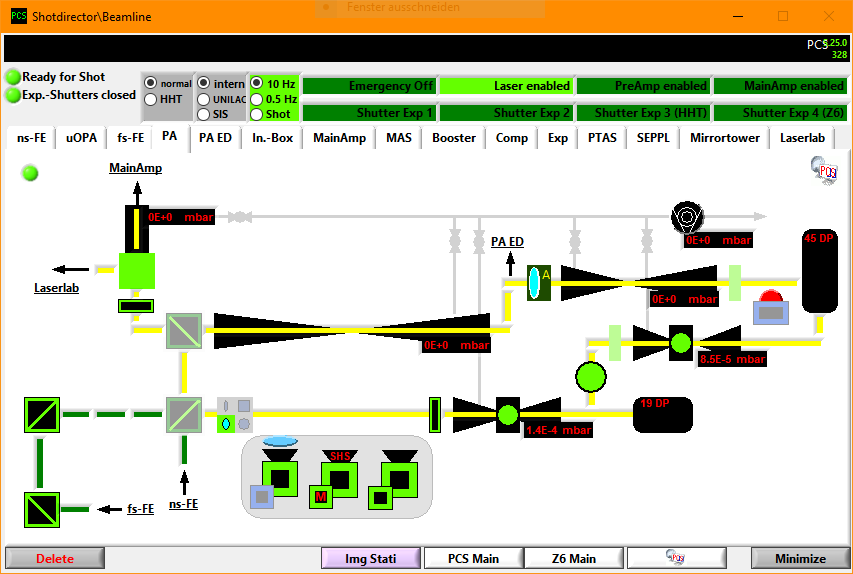 PCS Shotdirector\Beamline
Fenster ausschneiden
PCS 6.25.0
328
Ready for Shot
Exp.-Shutters closed
normal
HHT
intern
UNILAC
SIS
10 Hz
0.5 Hz
Shot
Emergency Off
Laser enabled
PreAmp enabled
MainAmp enabled
Shutter Exp 1
Shutter Exp 2
Shutter Exp 3 (HHT)
Shutter Exp 4 (Z6)
ns-FE
uOPA
fs-FE
PA
PA ED
In.-Box
MainAmp
MAS
Booster
Comp
Exp
PTAS
SEPPL
Mirrortower
Laserlab
MainAmp
PCS!
0E+0 mbar
45 DP
0E+0 mbar
PA ED
A
Laserlab
0E+0 mbar
0E+0 mbar
8.5E-5 mbar
19 DP
1.4E-4 mbar
SHS
M
ns-FE
fs-FE
Delete
Img Stati
PCS Main
Z6 Main
PCS!
Minimize